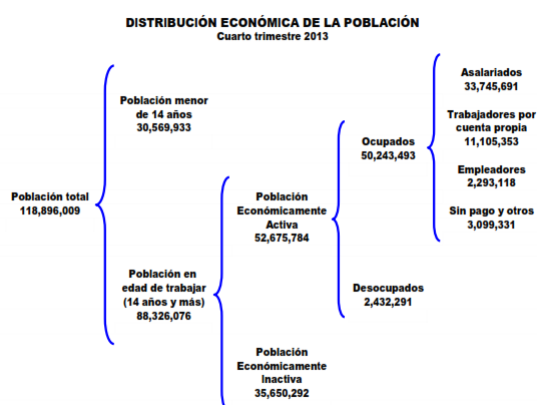 DISTRIBUCIÓN ECONÓMICA DE LA POBLACIÓN
Cuarto trimestre 2013
Población total
118,896,009
Población menor
de 14 años
30,569,933
Población en
edad de trabajar
(14 años y más)
88,326,076
Población
Económicamente
Activa
52,675,784
Población
Económicamente
Inactiva
35,650,292
Ocupados
50,243,493
Desocupados
2,432,291
Asalariados
33,745,691
Trabajadores por
cuenta propia
11,105,353
Empleadores
2,293,118
Sin pago y otros
3,099,331